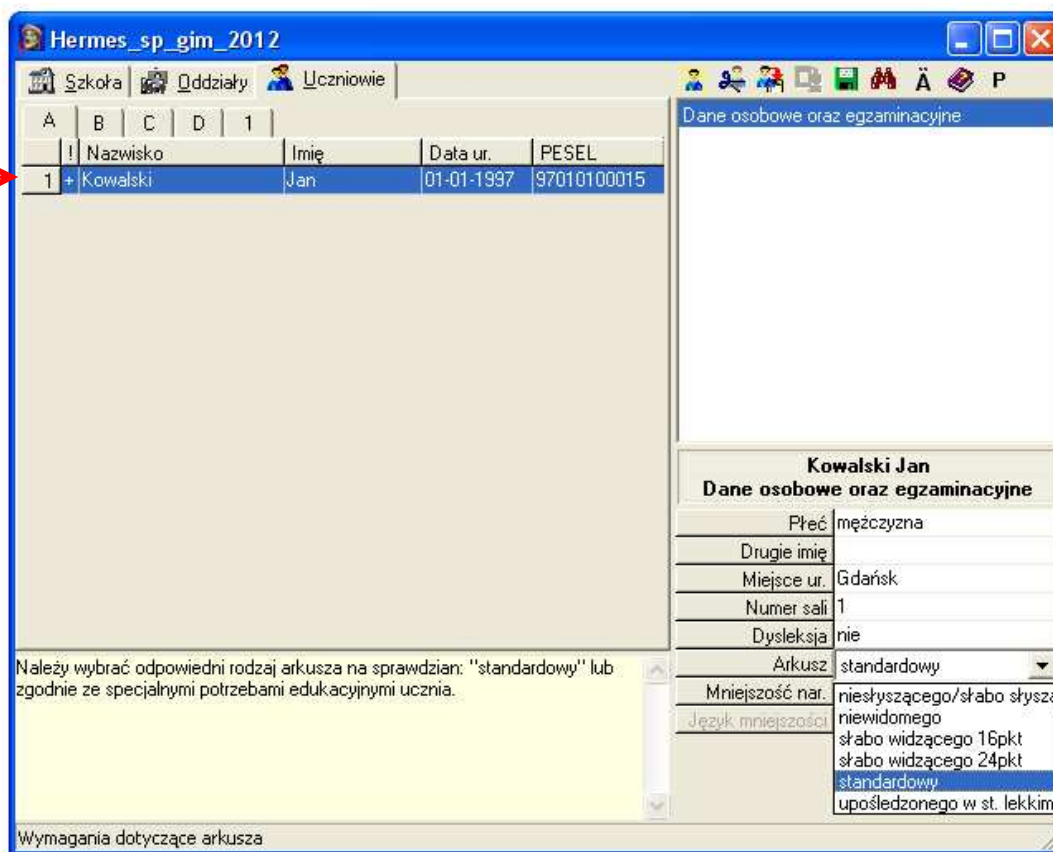 Hermes_sp_gim_2012
Szkoła Oddziały Uczniowie
Ä P
A B C D 1
! Nazwisko Imię Data ur. PESEL
1 + Kowalski Jan 01-01-1997 97010100015
Dane osobowe oraz egzaminacyjne
Kowalski Jan
Dane osobowe oraz egzaminacyjne
Płeć mężczyzna
Drugie imię
Miejsce ur. Gdańsk
Numer sali 1
Dysleksja nie
Arkusz standardowy
Mniejszość nar.
Język mniejszości
niesłyszącego/słabo słysza
niewidomego
słabo widzącego 16pkt
słabo widzącego 24pkt
standardowy
upośledzonego w st. lekkim
Należy wybrać odpowiedni rodzaj arkusza na sprawdzian: "standardowy" lub
zgodnie ze specjalnymi potrzebami edukacyjnymi ucznia.
Wymagania dotyczące arkusza